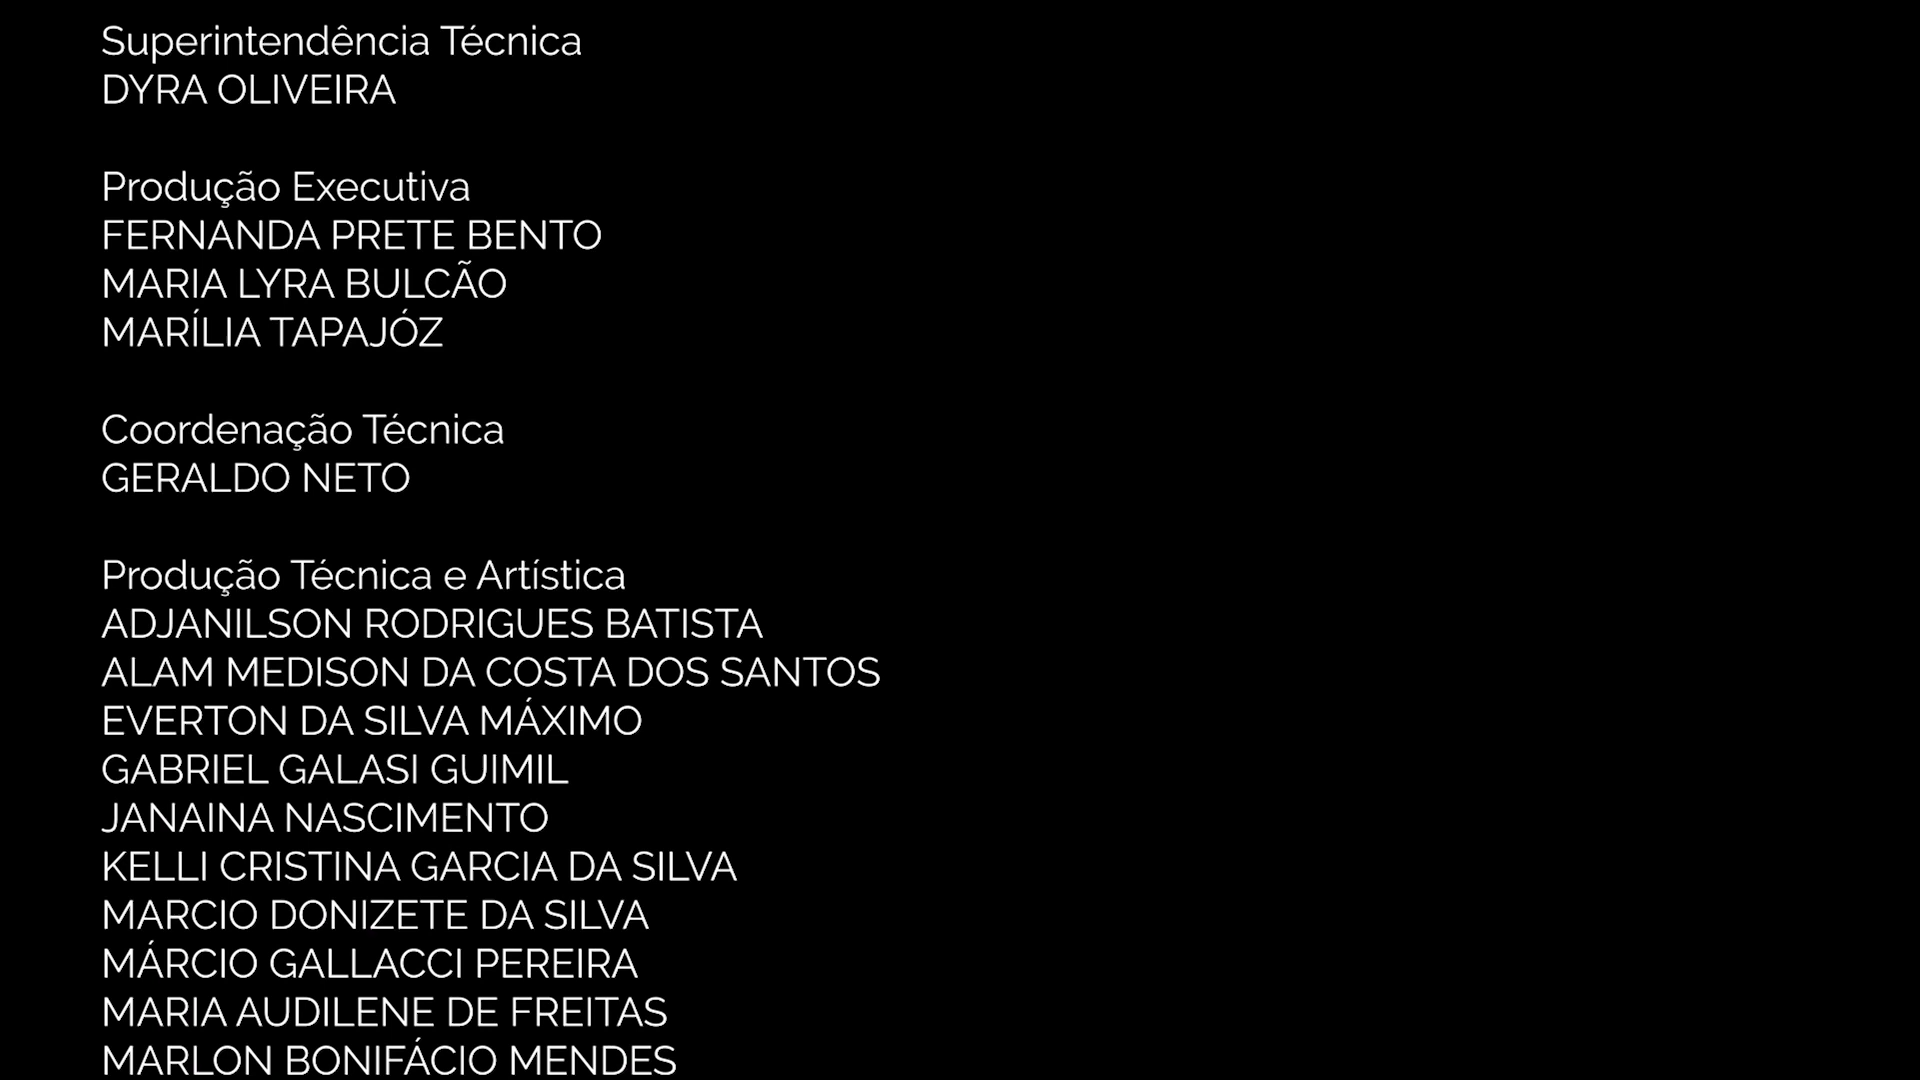 Superintendência Técnica
DYRA OLIVEIRA
Produção Executiva
FERNANDA PRETE BENTO
MARIA LYRA BULCÃO
MARÍLIA TAPAJÓZ
Coordenação Técnica
GERALDO NETO
Produção Técnica e Artística
ADJANILSON RODRIGUES BATISTA
ALAM MEDISON DA COSTA DOS SANTOS
EVERTON DA SILVA MÁXIMO
GABRIEL GALASI GUIMIL
JANAINA NASCIMENTO
KELLI CRISTINA GARCIA DA SILVA
MARCIO DONIZETE DA SILVA
MÁRCIO GALLACCI PEREIRA
MARIA AUDILENE DE FREITAS
MARLON BONIFÁCIO MENDES